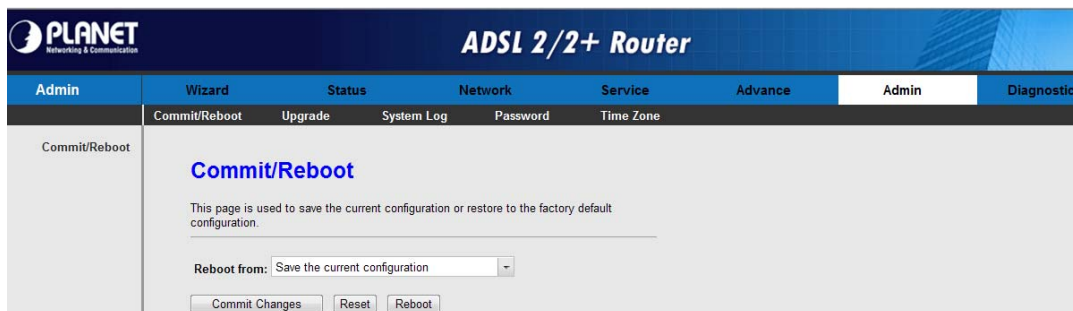 PLANET
Networking & Communication
ADSL 2/2+ Router
Admin
Wizard Status Network Service Advance Admin Diagnostic
Commit/Reboot Upgrade System Log Password Time Zone
Commit/Reboot
Commit/Reboot
This page is used to save the current configuration or restore to the factory default
configuration.
Reboot from: Save the current configuration
Commit Changes Reset Reboot